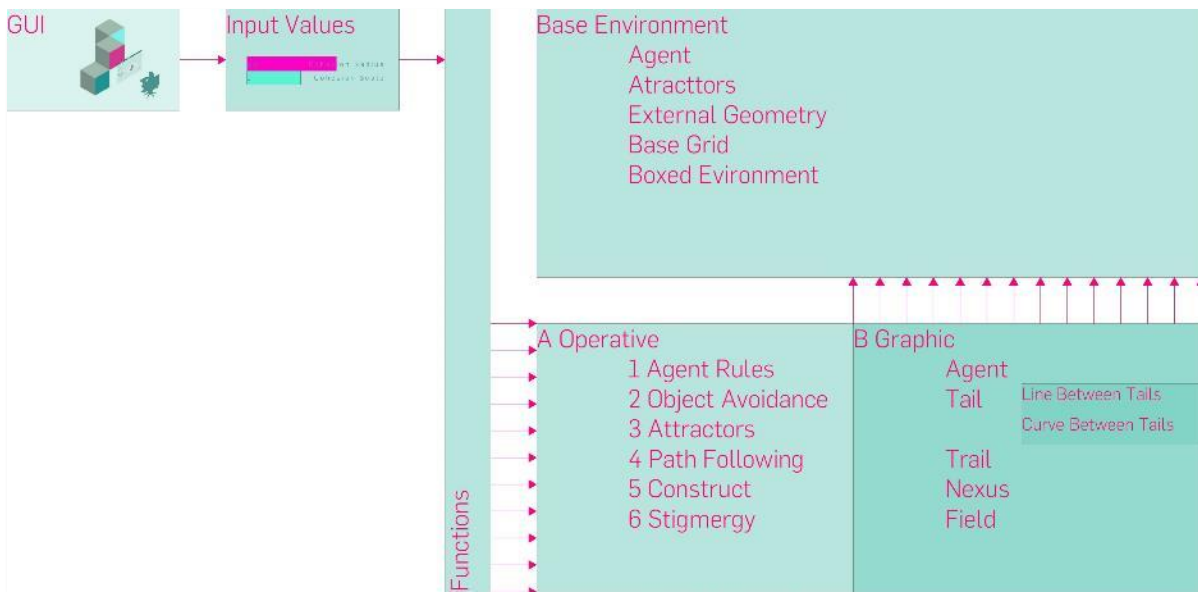 GUI
Input Values
Cohesion Scale
Functions
Base Environment
Agent
Atracttors
External Geometry
Base Grid
Boxed Evironment
A Operative
1 Agent Rules
2 Object Avoidance
3 Attractors
4 Path Following
5 Construct
6 Stigmergy
B Graphic
Agent
Tail
Line Between Tails
Curve Between Tails
Trail
Nexus
Field